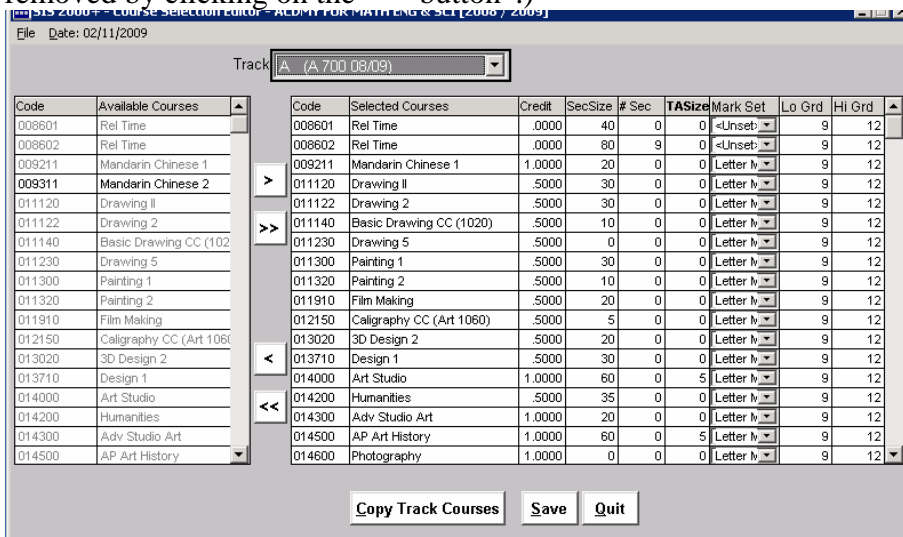 removed by clicking on the " " button".)
SIS 2000+ - Course Selection Editor - ACDMY FOR MATH ENG & SCI [2008 / 2009]
File Date: 02/11/2009
Track A (A 700 08/09)
Code Available Courses Code Selected Courses Credit SecSize # Sec TASize Mark Set Lo Grd Hi Grd
008601 Rel Time 008601 Rel Time .0000 40 0 0 <Unset> 9 12
008602 Rel Time 008602 Rel Time .0000 80 9 0 <Unset> 9 12
009211 Mandarin Chinese 1 009211 Mandarin Chinese 1 1.0000 20 0 0 Letter M 9 12
009311 Mandarin Chinese 2 > 011120 Drawing II .5000 30 0 0 Letter M 9 12
011120 Drawing II 011122 Drawing 2 .5000 30 0 0 Letter M 9 12
011122 Drawing 2 >> 011140 Basic Drawing CC (1020) .5000 10 0 0 Letter M 9 12
011140 Basic Drawing CC (102 011230 Drawing 5 .5000 0 0 0 Letter M 9 12
011230 Drawing 5 011300 Painting 1 .5000 30 0 0 Letter M 9 12
011300 Painting 1 011320 Painting 2 .5000 10 0 0 Letter M 9 12
011320 Painting 2 011910 Film Making .5000 20 0 0 Letter M 9 12
011910 Film Making 012150 Caligraphy CC (Art 1060) .5000 5 0 0 Letter M 9 12
012150 Caligraphy CC (Art 1060 013020 3D Design 2 .5000 20 0 0 Letter M 9 12
013020 3D Design 2 < 013710 Design 1 .5000 30 0 0 Letter M 9 12
013710 Design 1 014000 Art Studio 1.0000 60 0 5 Letter M 9 12
014000 Art Studio << 014200 Humanities .5000 35 0 0 Letter M 9 12
014200 Humanities 014300 Adv Studio Art 1.0000 20 0 0 Letter M 9 12
014300 Adv Studio Art 014500 AP Art History 1.0000 60 0 5 Letter M 9 12
014500 AP Art History 014600 Photography 1.0000 0 0 0 Letter M 9 12
Copy Track Courses Save Quit